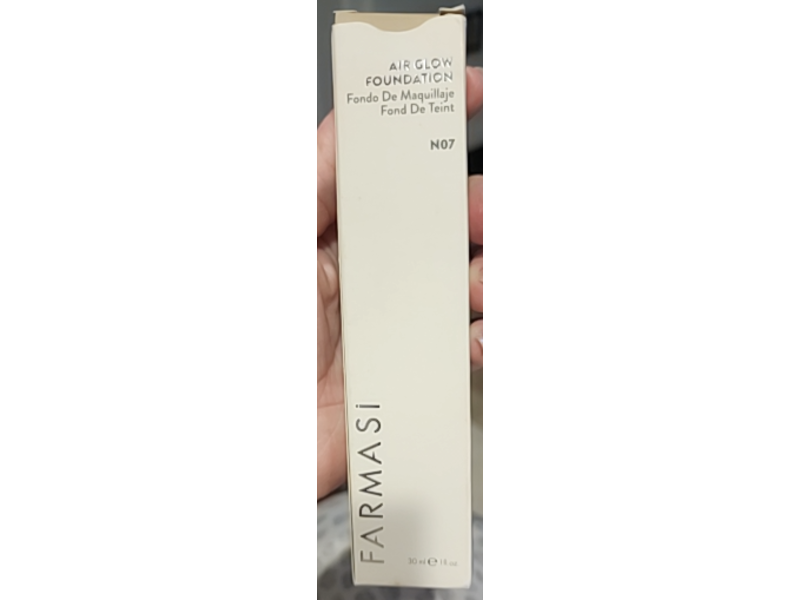 AIR GLOW
FOUNDATION
Fondo De Maquillaje
Fond De Teint
N07
FARMASi
30 ml ℮ 1 fl oz